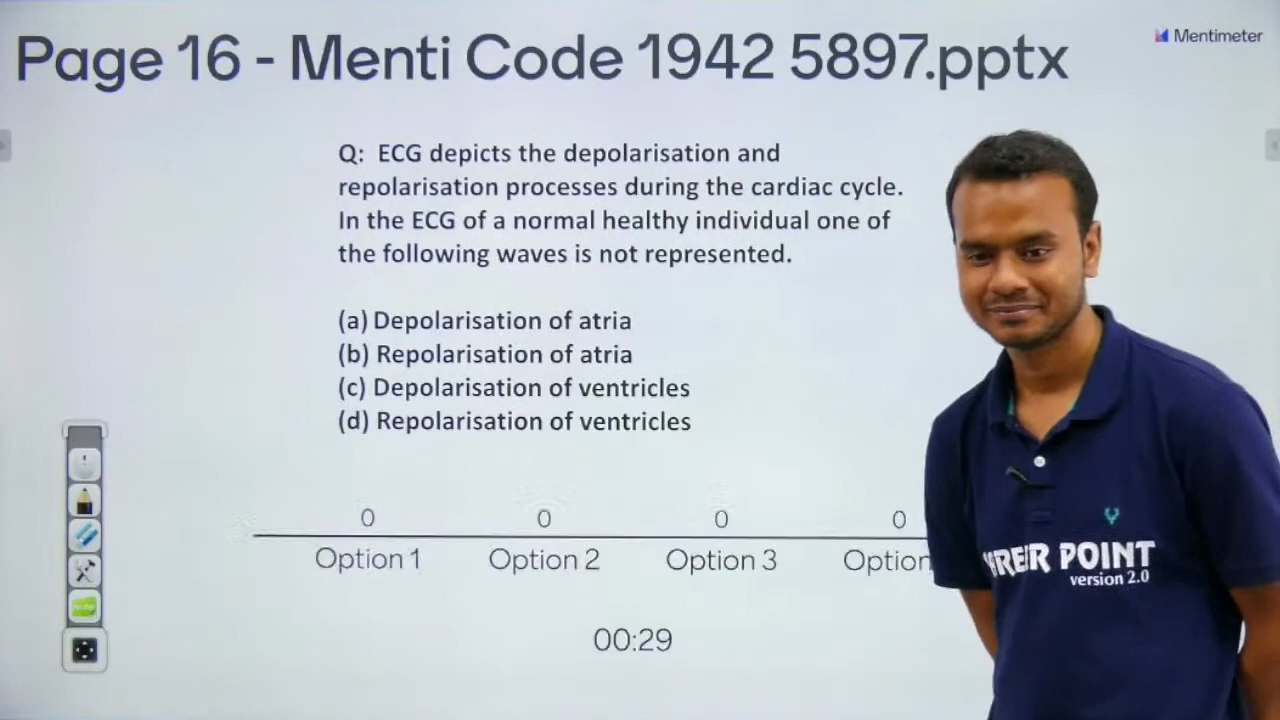 Page 16 - Menti Code 1942 5897.pptx
Mentimeter
Q: ECG depicts the depolarisation and
repolarisation processes during the cardiac cycle.
In the ECG of a normal healthy individual one of
the following waves is not represented.
(a) Depolarisation of atria
(b) Repolarisation of atria
(c) Depolarisation of ventricles
(d) Repolarisation of ventricles
0 0 0 0
Option 1 Option 2 Option 3 Option
00:29
POINT
version 2.0